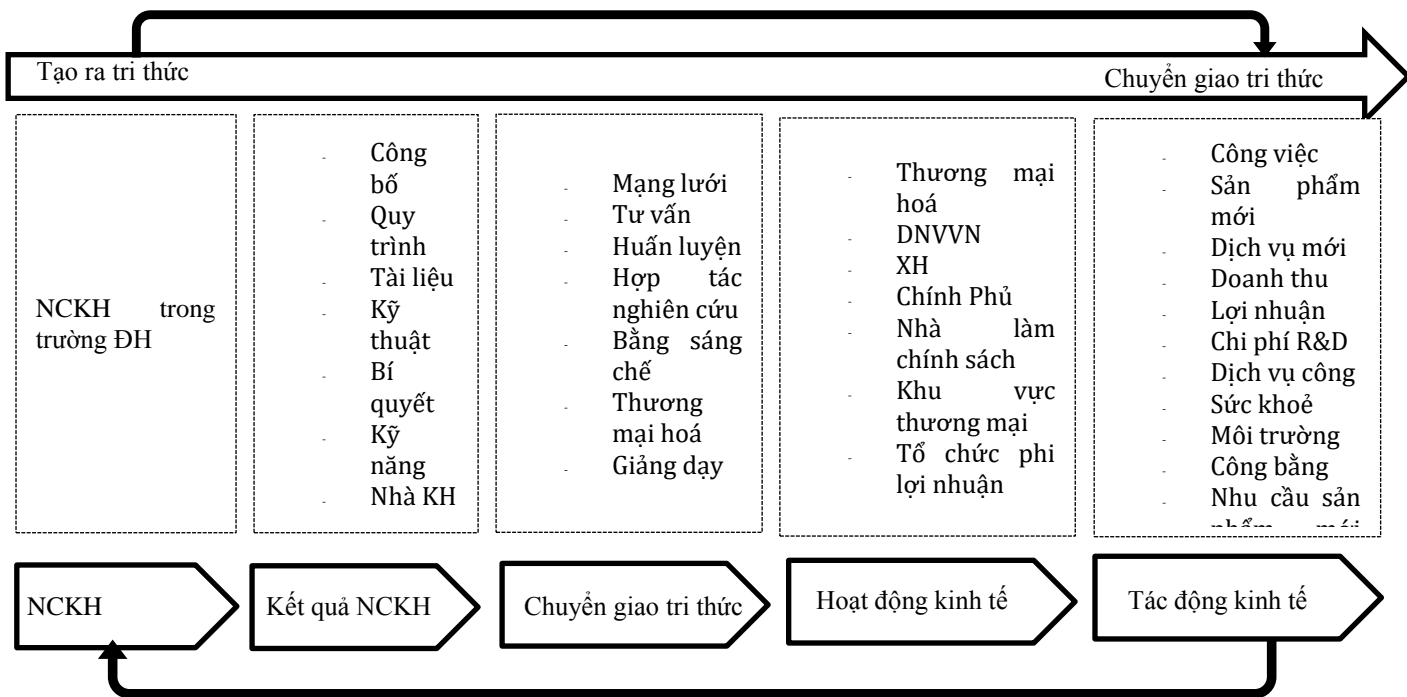 Tạo ra tri thức
Chuyển giao tri thức
NCKH trong
trường ĐH
- Công
bố
- Quy
trình
- Tài liệu
- Kỹ
thuật
- Bí
quyết
- Kỹ
năng
- Nhà KH
- Mạng lưới
- Tư vấn
- Huấn luyện
- Hợp tác
nghiên cứu
- Bằng sáng
chế
- Thương
mại hoá
- Giảng dạy
- Thương mại
hoá
- DNVVN
- XH
- Chính Phủ
- Nhà làm
chính sách
- Khu vực
thương mại
- Tổ chức phi
lợi nhuận
- Công việc
- Sản phẩm
mới
- Dịch vụ mới
- Doanh thu
- Lợi nhuận
- Chi phí R&D
- Dịch vụ công
- Sức khoẻ
- Môi trường
- Công bằng
- Nhu cầu sản
phẩm mới
NCKH
Kết quả NCKH
Chuyển giao tri thức
Hoạt động kinh tế
Tác động kinh tế